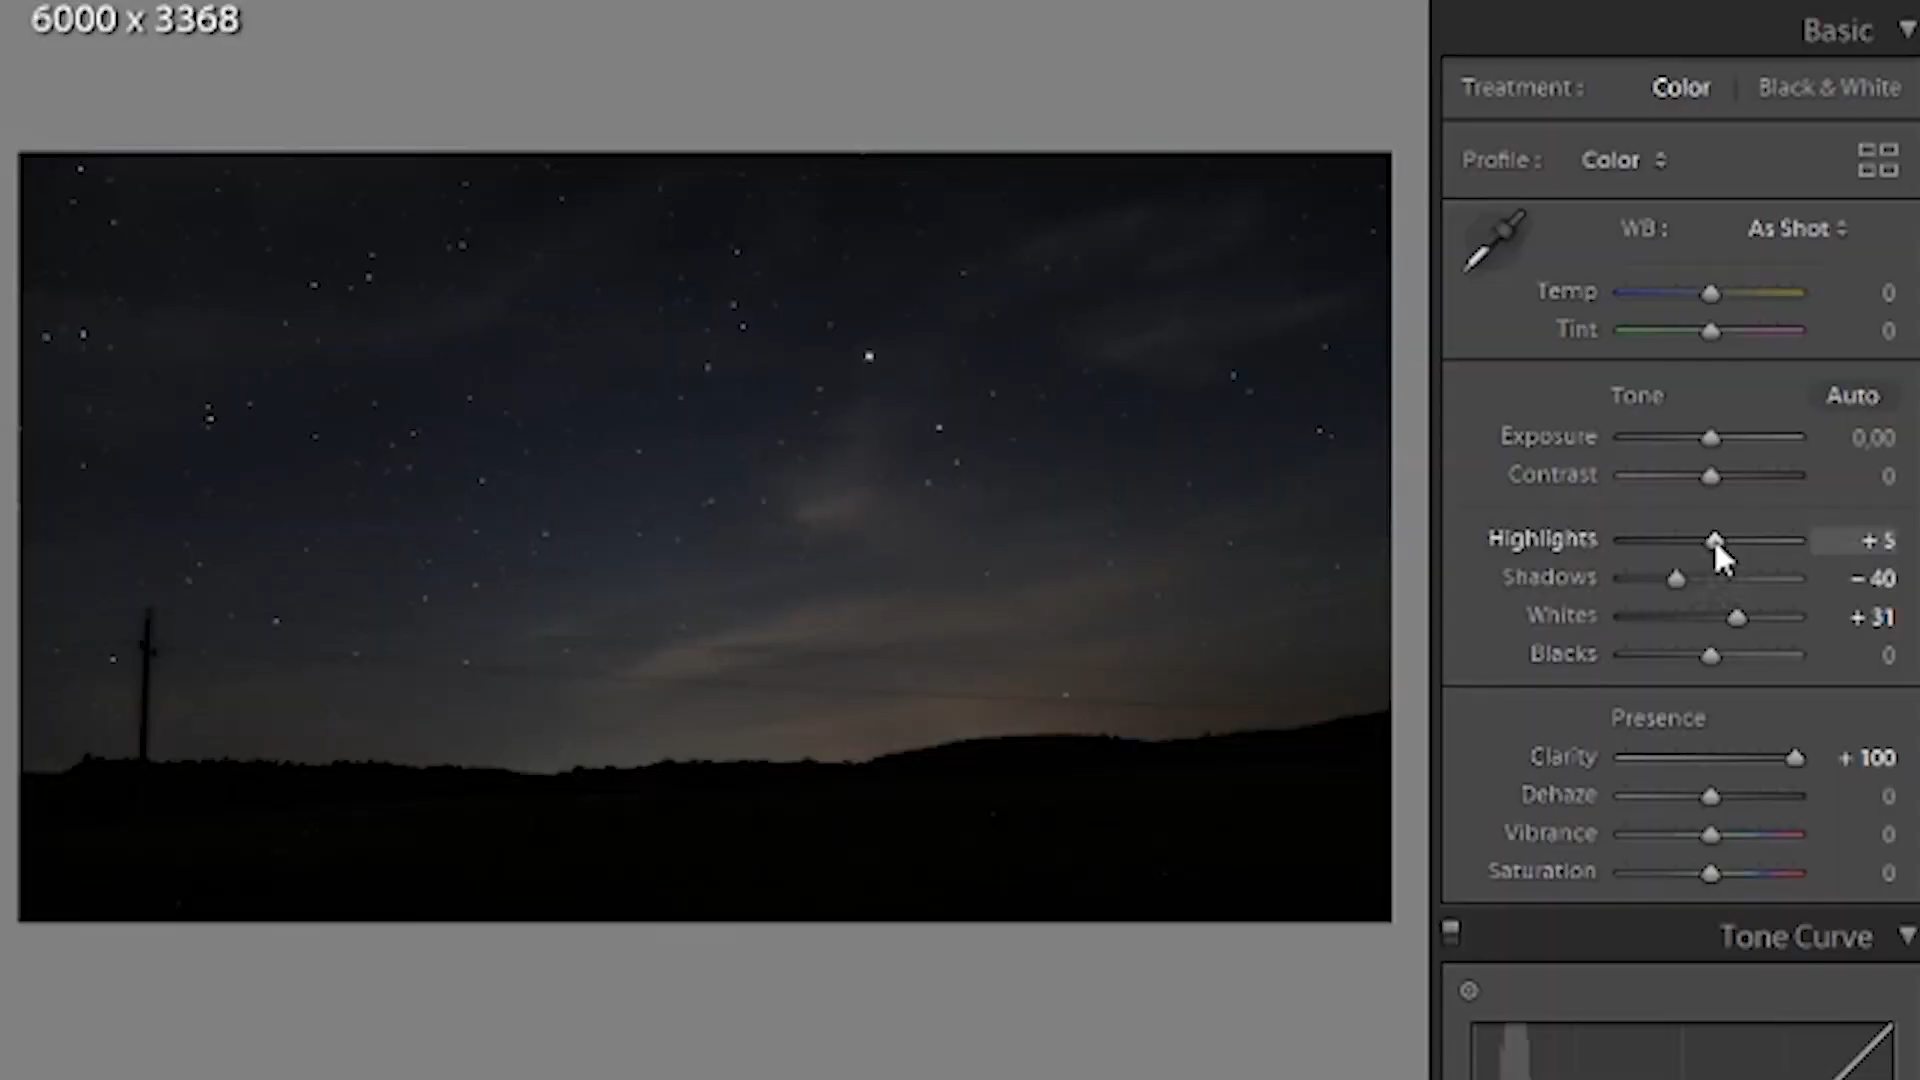 6000 x 3368
Basic
Treatment : Color Black & White
Profile : Color
WB : As Shot
Temp 0
Tint 0
Tone Auto
Exposure 0,00
Contrast 0
Highlights + 5
Shadows − 40
Whites + 31
Blacks 0
Presence
Clarity + 100
Dehaze 0
Vibrance 0
Saturation 0
Tone Curve